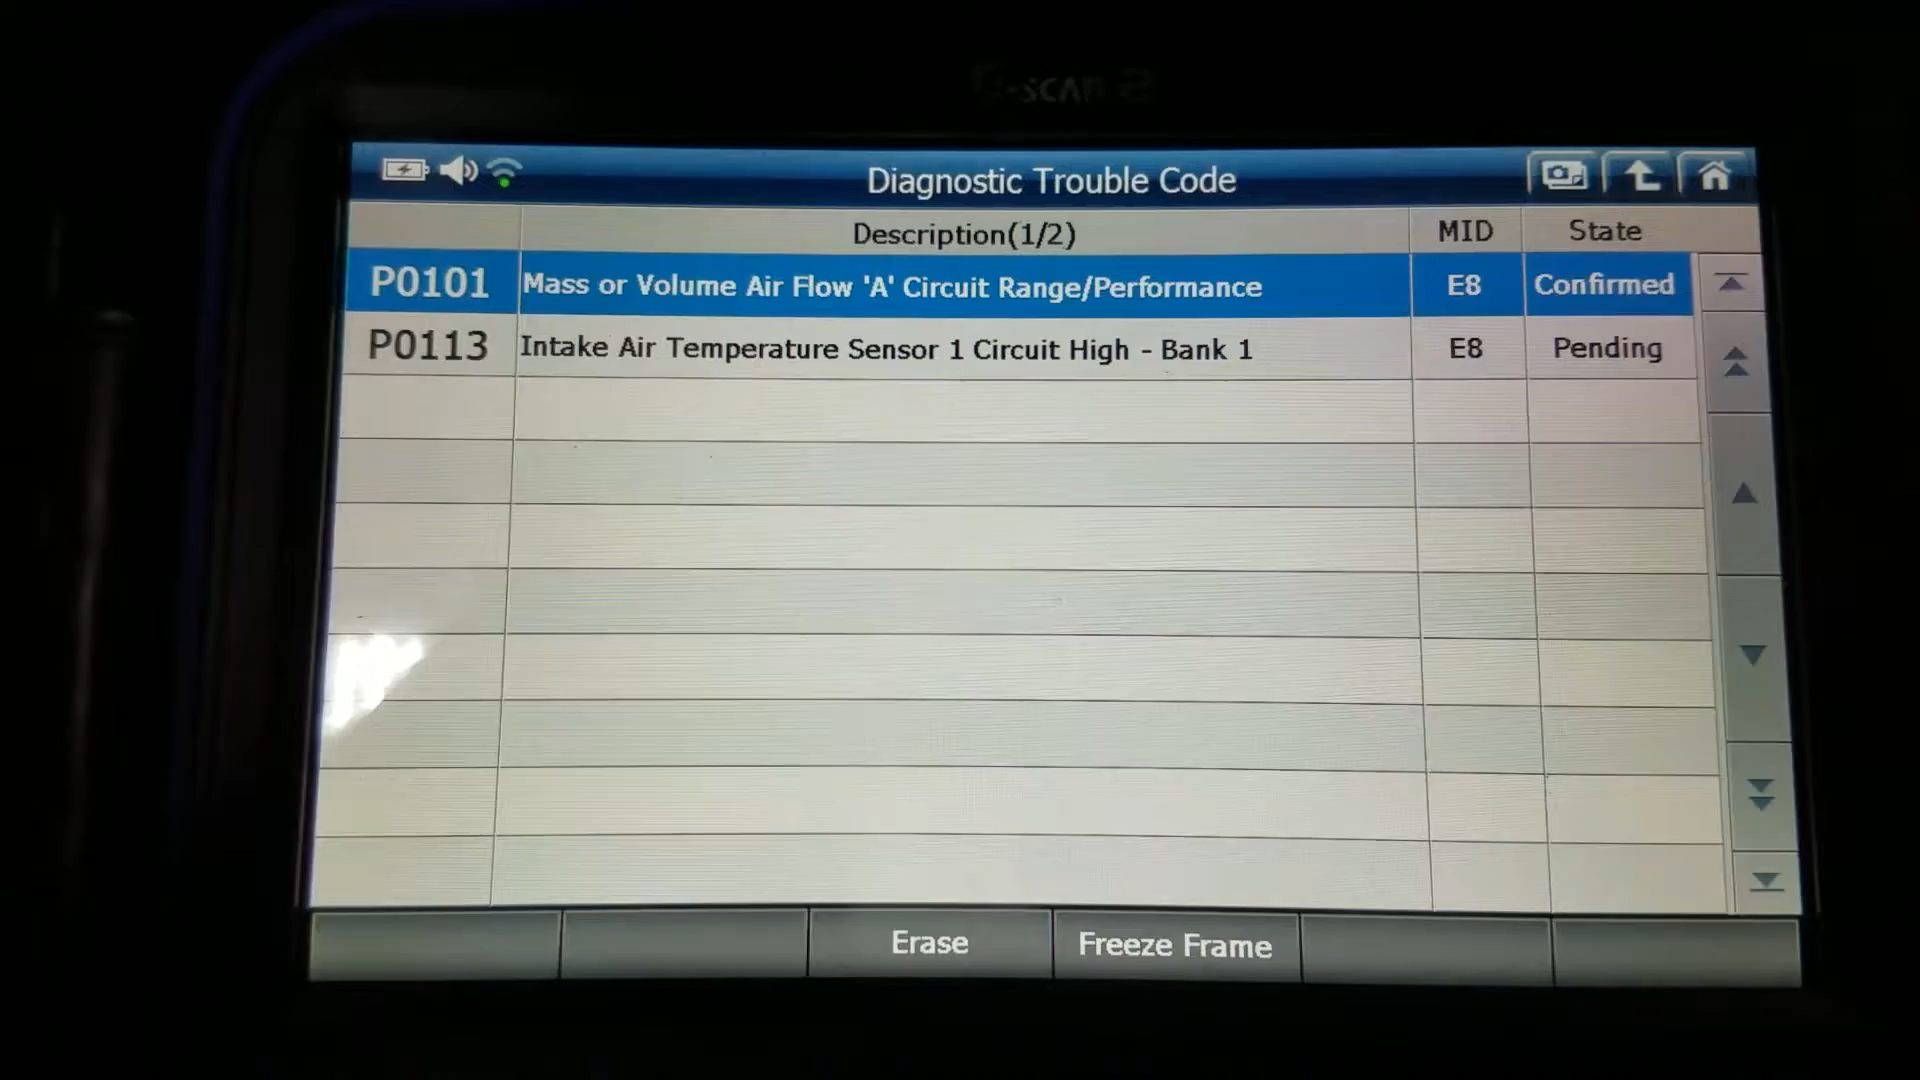 Diagnostic Trouble Code
Description(1/2) MID State
P0101 Mass or Volume Air Flow 'A' Circuit Range/Performance E8 Confirmed
P0113 Intake Air Temperature Sensor 1 Circuit High - Bank 1 E8 Pending
Erase Freeze Frame